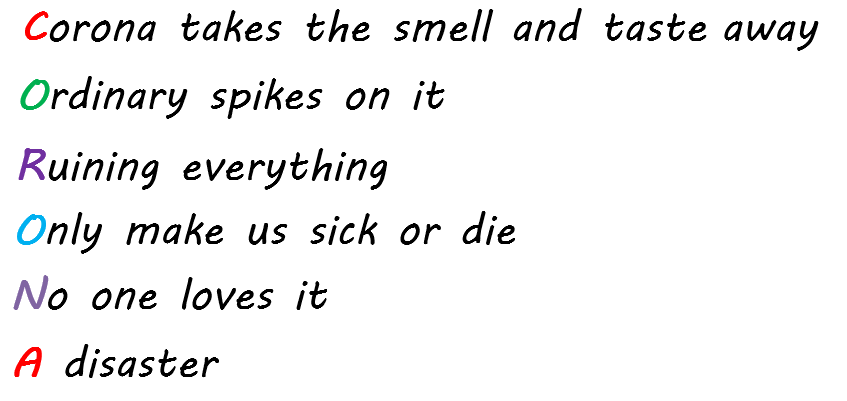 Corona takes the smell and taste away
Ordinary spikes on it
Ruining everything
Only make us sick or die
No one loves it
A disaster